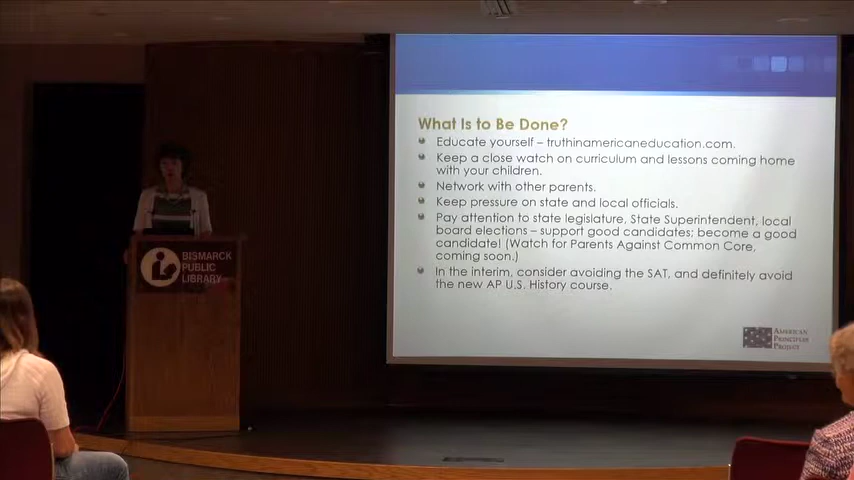 What Is to Be Done?
Educate yourself – truthinamericaneducation.com.
Keep a close watch on curriculum and lessons coming home
with your children.
Network with other parents.
Keep pressure on state and local officials.
Pay attention to state legislature, State Superintendent, local
board elections – support good candidates; become a good
candidate! (Watch for Parents Against Common Core,
coming soon.)
In the interim, consider avoiding the SAT, and definitely avoid
the new AP U.S. History course.
AMERICAN
PRINCIPLES
PROJECT
BISMARCK
PUBLIC
LIBRARY